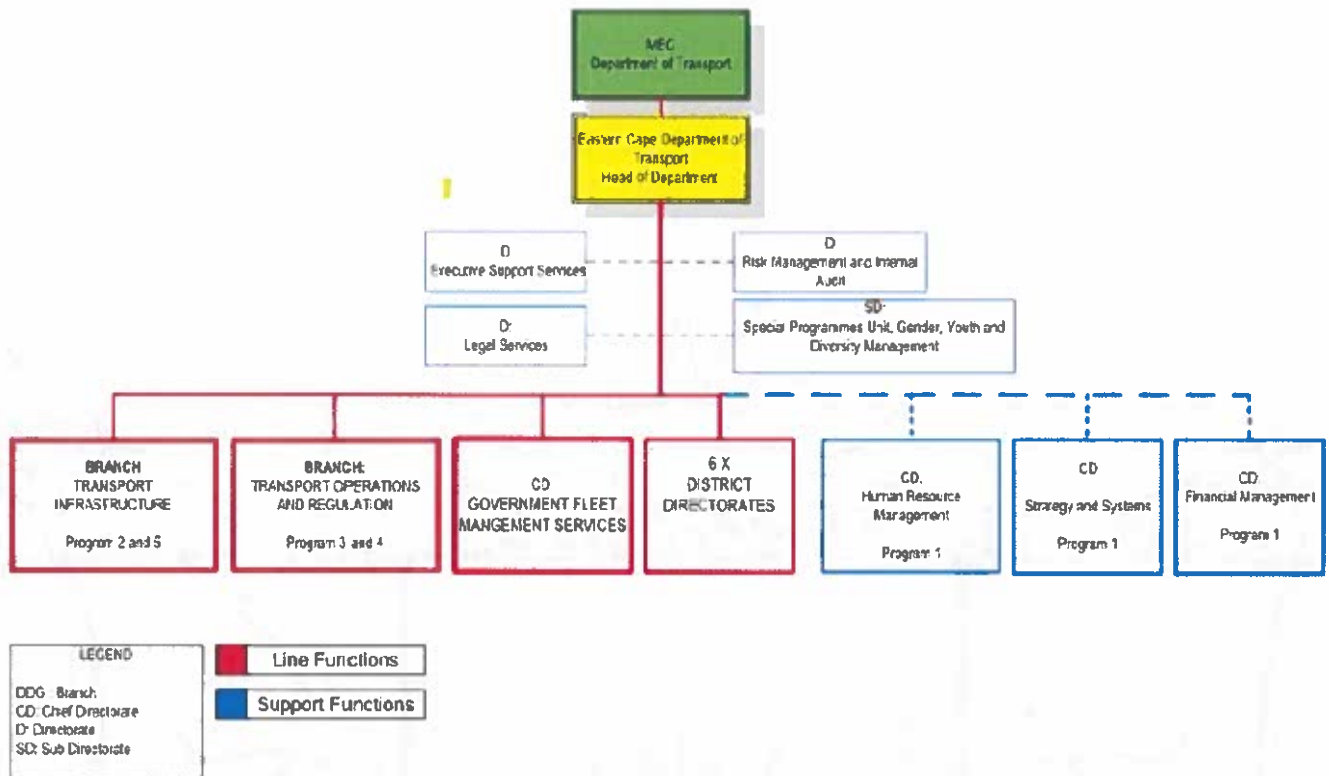 MEC
Department of Transport
Eastern Cape Department of
Transport
Head of Department
D
Executive Support Services
D
Risk Management and Internal
Audit
D:
Legal Services
SD:
Special Programmes Unit, Gender, Youth and
Diversity Management
BRANCH
TRANSPORT
INFRASTRUCTURE
Program 2 and 5
BRANCH:
TRANSPORT OPERATIONS
AND REGULATION
Program 3 and 4
CD
GOVERNMENT FLEET
MANGEMENT SERVICES
6 X
DISTRICT
DIRECTORATES
CD.
Human Resource
Management
Program 1
CD
Strategy and Systems
Program 1
CD:
Financial Management
Program 1
LEGEND
DDG : Branch
CD: Chief Directorate
D: Directorate
SD: Sub Directorate
Line Functions
Support Functions